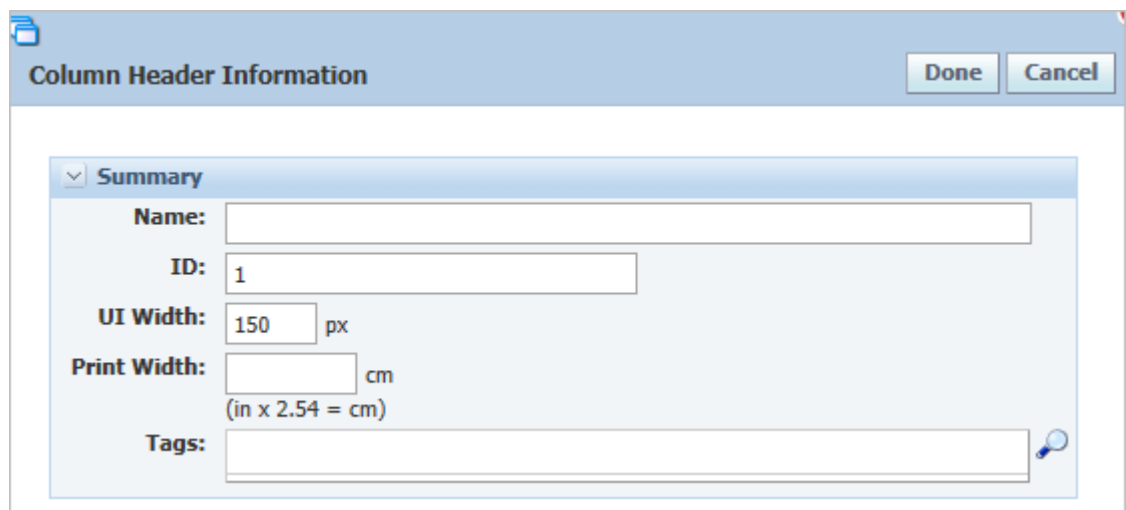 Column Header Information
Done Cancel
Summary
Name:
ID: 1
UI Width: 150 px
Print Width: cm
(in x 2.54 = cm)
Tags: